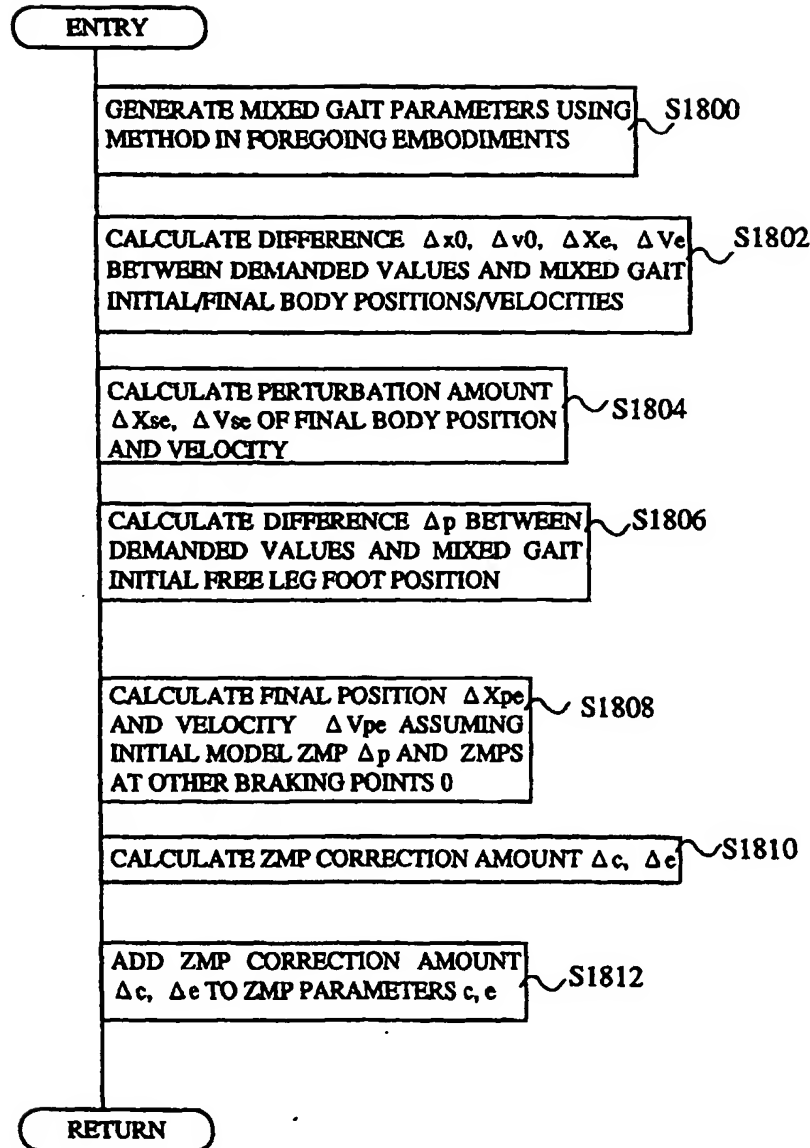 ENTRY
GENERATE MIXED GAIT PARAMETERS USING
METHOD IN FOREGOING EMBODIMENTS
S1800
CALCULATE DIFFERENCE Δx0, Δv0, ΔXe, ΔVe
BETWEEN DEMANDED VALUES AND MIXED GAIT
INITIAL/FINAL BODY POSITIONS/VELOCITIES
S1802
CALCULATE PERTURBATION AMOUNT
ΔXse, ΔVse OF FINAL BODY POSITION
AND VELOCITY
S1804
CALCULATE DIFFERENCE Δp BETWEEN
DEMANDED VALUES AND MIXED GAIT
INITIAL FREE LEG FOOT POSITION
S1806
CALCULATE FINAL POSITION ΔXpe
AND VELOCITY ΔVpe ASSUMING
INITIAL MODEL ZMP Δp AND ZMPS
AT OTHER BRAKING POINTS 0
S1808
CALCULATE ZMP CORRECTION AMOUNT Δc, Δe
S1810
ADD ZMP CORRECTION AMOUNT
Δc, Δe TO ZMP PARAMETERS c, e
S1812
RETURN